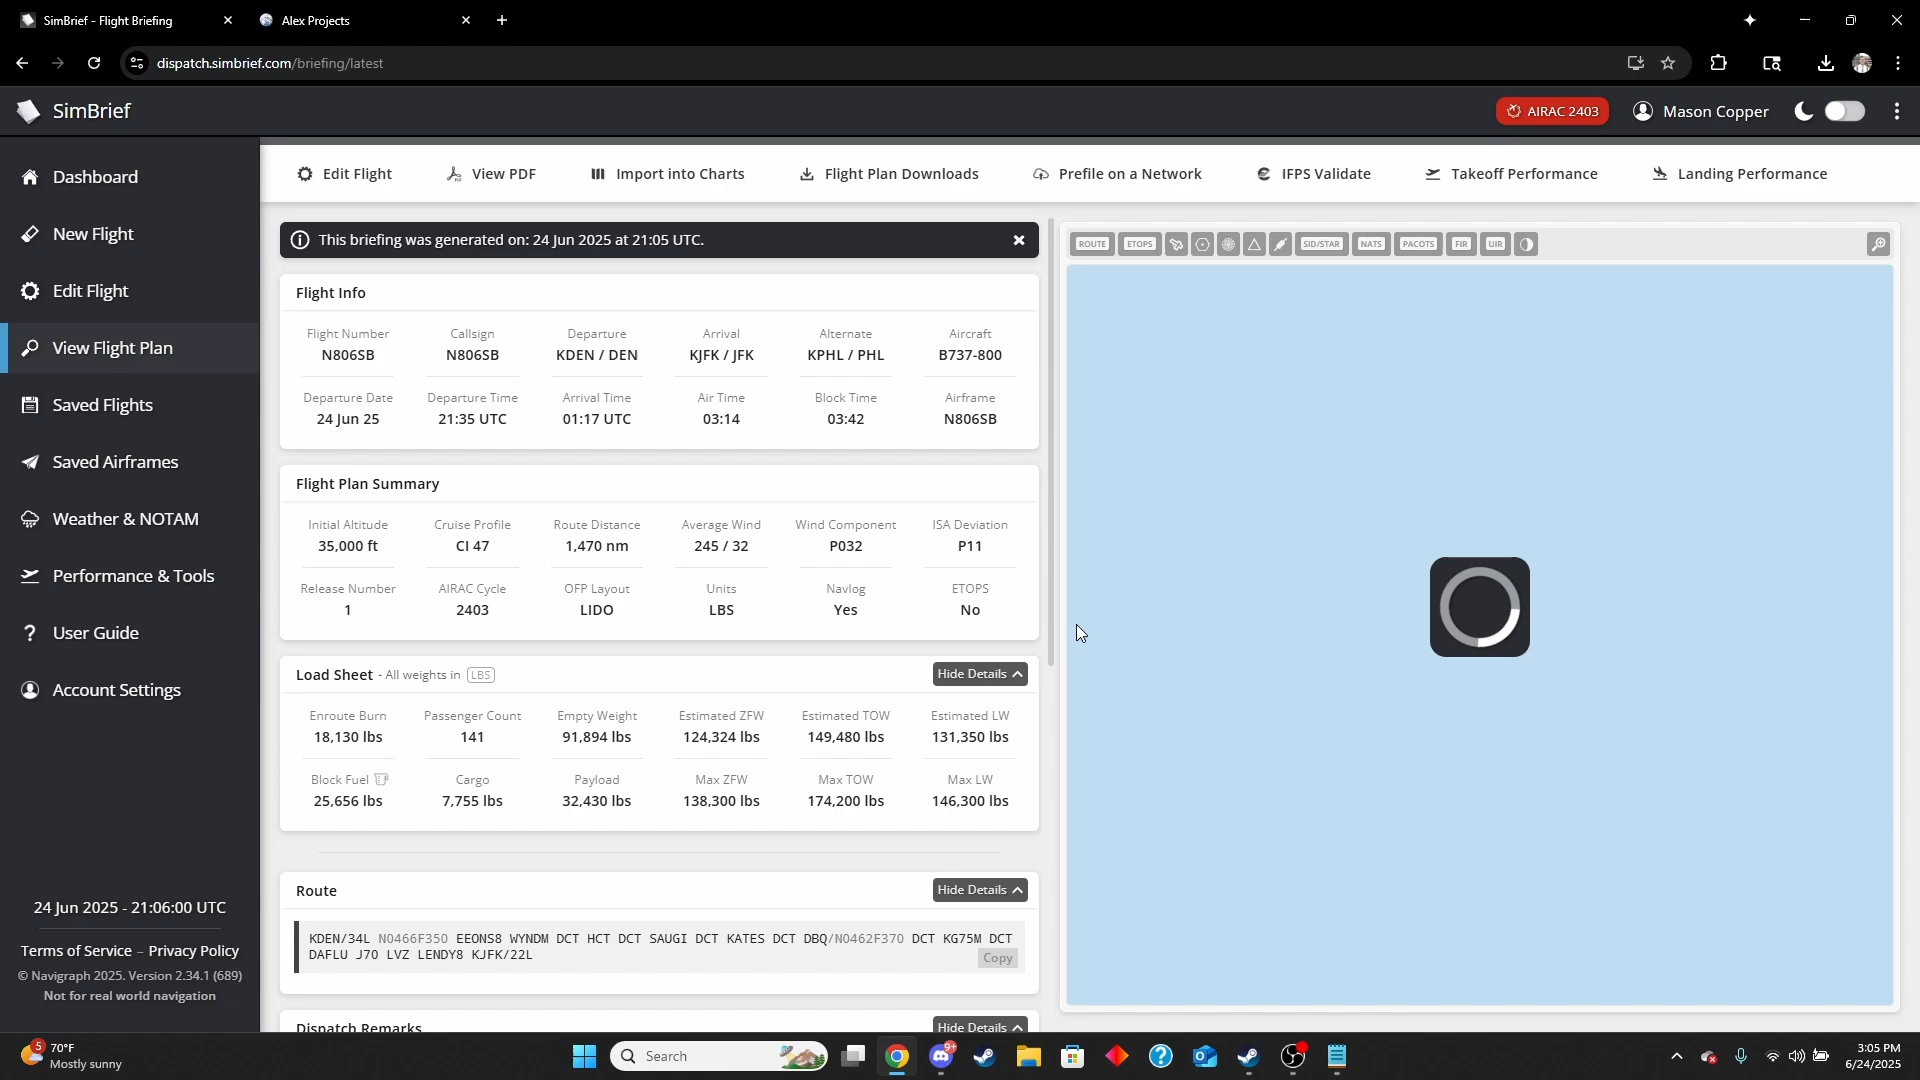 SimBrief - Flight Briefing
Alex Projects
dispatch.simbrief.com/briefing/latest
SimBrief
AIRAC 2403
Mason Copper
Dashboard
New Flight
Edit Flight
View Flight Plan
Saved Flights
Saved Airframes
Weather & NOTAM
Performance & Tools
User Guide
Account Settings
24 Jun 2025 - 21:06:00 UTC
Terms of Service – Privacy Policy
© Navigraph 2025. Version 2.34.1 (689)
Not for real world navigation
Edit Flight
View PDF
Import into Charts
Flight Plan Downloads
Prefile on a Network
IFPS Validate
Takeoff Performance
Landing Performance
This briefing was generated on: 24 Jun 2025 at 21:05 UTC.
Flight Info
Flight Number Callsign Departure Arrival Alternate Aircraft
N806SB N806SB KDEN / DEN KJFK / JFK KPHL / PHL B737-800
Departure Date Departure Time Arrival Time Air Time Block Time Airframe
24 Jun 25 21:35 UTC 01:17 UTC 03:14 03:42 N806SB
Flight Plan Summary
Initial Altitude Cruise Profile Route Distance Average Wind Wind Component ISA Deviation
35,000 ft CI 47 1,470 nm 245 / 32 P032 P11
Release Number AIRAC Cycle OFP Layout Units Navlog ETOPS
1 2403 LIDO LBS Yes No
Load Sheet - All weights in LBS Hide Details
Enroute Burn Passenger Count Empty Weight Estimated ZFW Estimated TOW Estimated LW
18,130 lbs 141 91,894 lbs 124,324 lbs 149,480 lbs 131,350 lbs
Block Fuel Cargo Payload Max ZFW Max TOW Max LW
25,656 lbs 7,755 lbs 32,430 lbs 138,300 lbs 174,200 lbs 146,300 lbs
Route Hide Details
KDEN/34L N0466F350 EEONS8 WYNDM DCT HCT DCT SAUGI DCT KATES DCT DBQ/N0462F370 DCT KG75M DCT
DAFLU J70 LVZ LENDY8 KJFK/22L
Copy
Dispatch Remarks Hide Details
ROUTE ETOPS SID/STAR NATS PACOTS FIR UIR
5
70°F
Mostly sunny
Search
9+
3:05 PM
6/24/2025